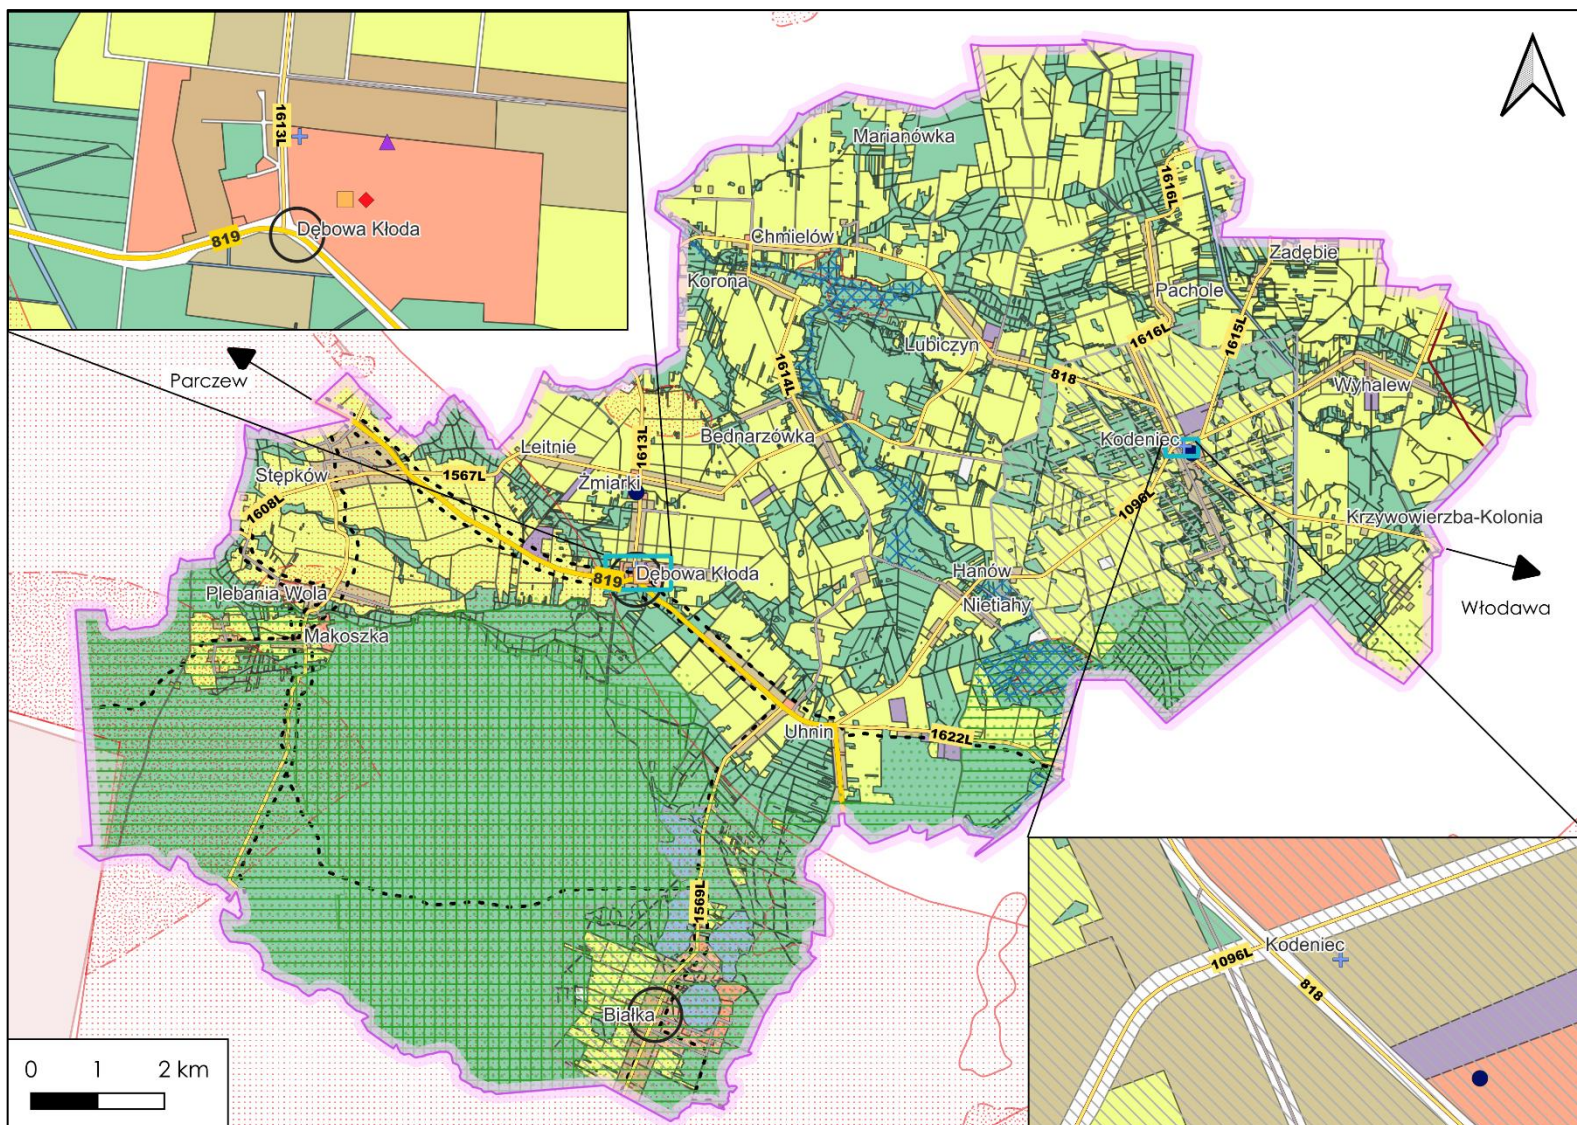 1613L
819
Dębowa Kłoda
Marianówka
1616L
Chmielów
Zadębie
Korona
Pachole
Lubiczyn
1616L
1615L
Parczew
1614L
818
Wyhalew
Leitnie
1613L
Bednarzówka
Kodeniec
Stępków
1567L
Żmiarki
1608L
1096L
Krzywowierzba-Kolonia
819
Dębowa Kłoda
Hanów
Plebania Wola
Nietiahy
Włodawa
Makoszka
Uhnin
1622L
1569L
Białka
Kodeniec
1096L
818
0 1 2 km